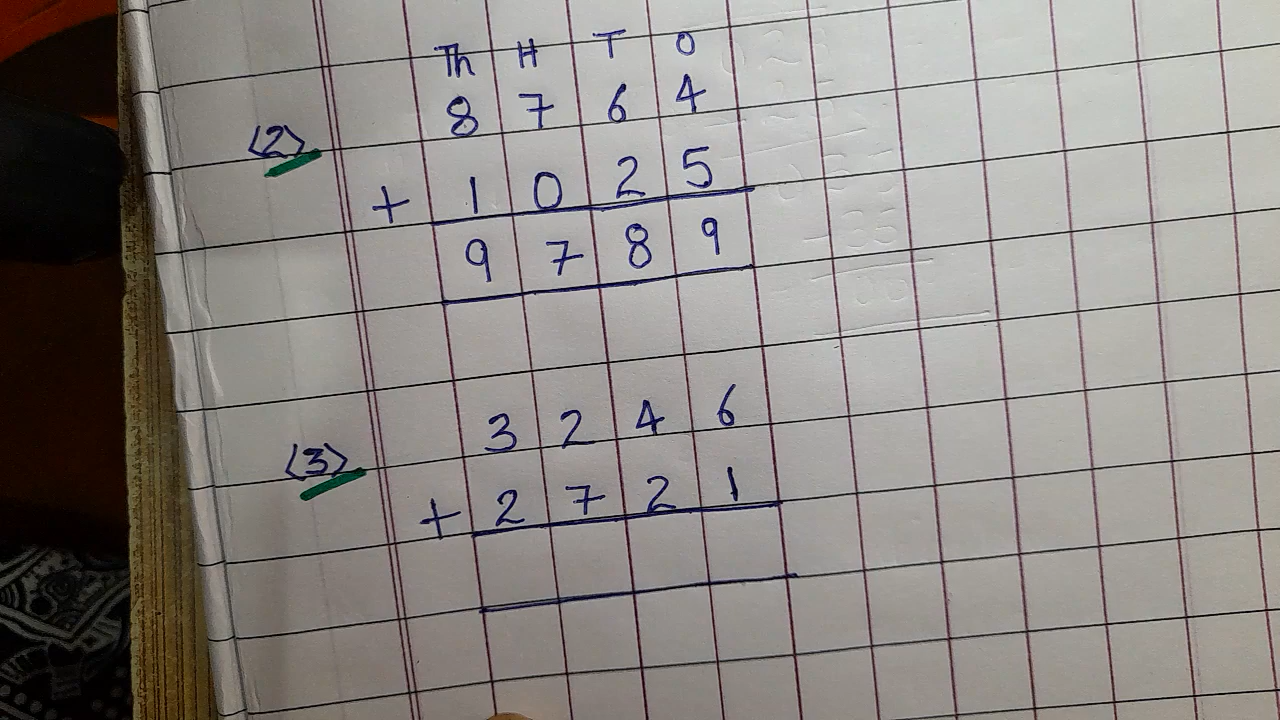 Th H T O
8 7 6 4
(2)
+ 1 0 2 5
9 7 8 9
3 2 4 6
(3)
+ 2 7 2 1